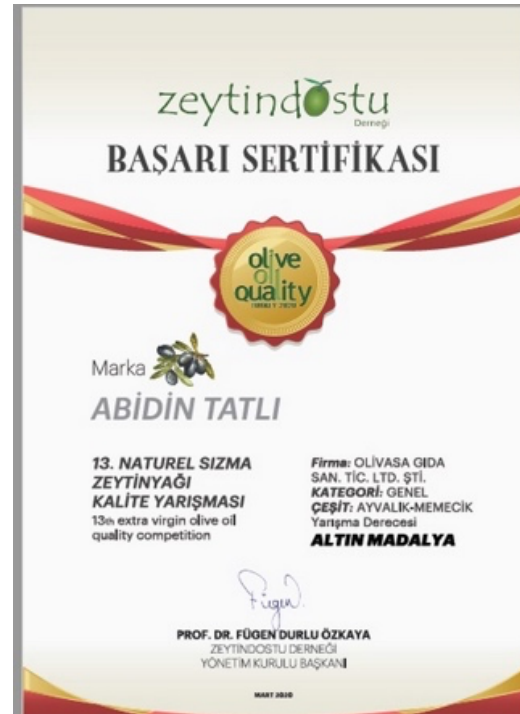 zeytindostu
Derneği
BAŞARI SERTİFİKASI
olive
oil
quality
TURKEY 2020
Marka
ABİDİN TATLI
13. NATUREL SIZMA
ZEYTİNYAĞI
KALİTE YARIŞMASI
13th extra virgin olive oil
quality competition
Firma: OLİVASA GIDA
SAN. TİC. LTD. ŞTİ.
KATEGORİ: GENEL
ÇEŞİT: AYVALIK-MEMECİK
Yarışma Derecesi
ALTIN MADALYA
Fügen.
PROF. DR. FÜGEN DURLU ÖZKAYA
ZEYTİNDOSTU DERNEĞİ
YÖNETİM KURULU BAŞKANI
MART 2020